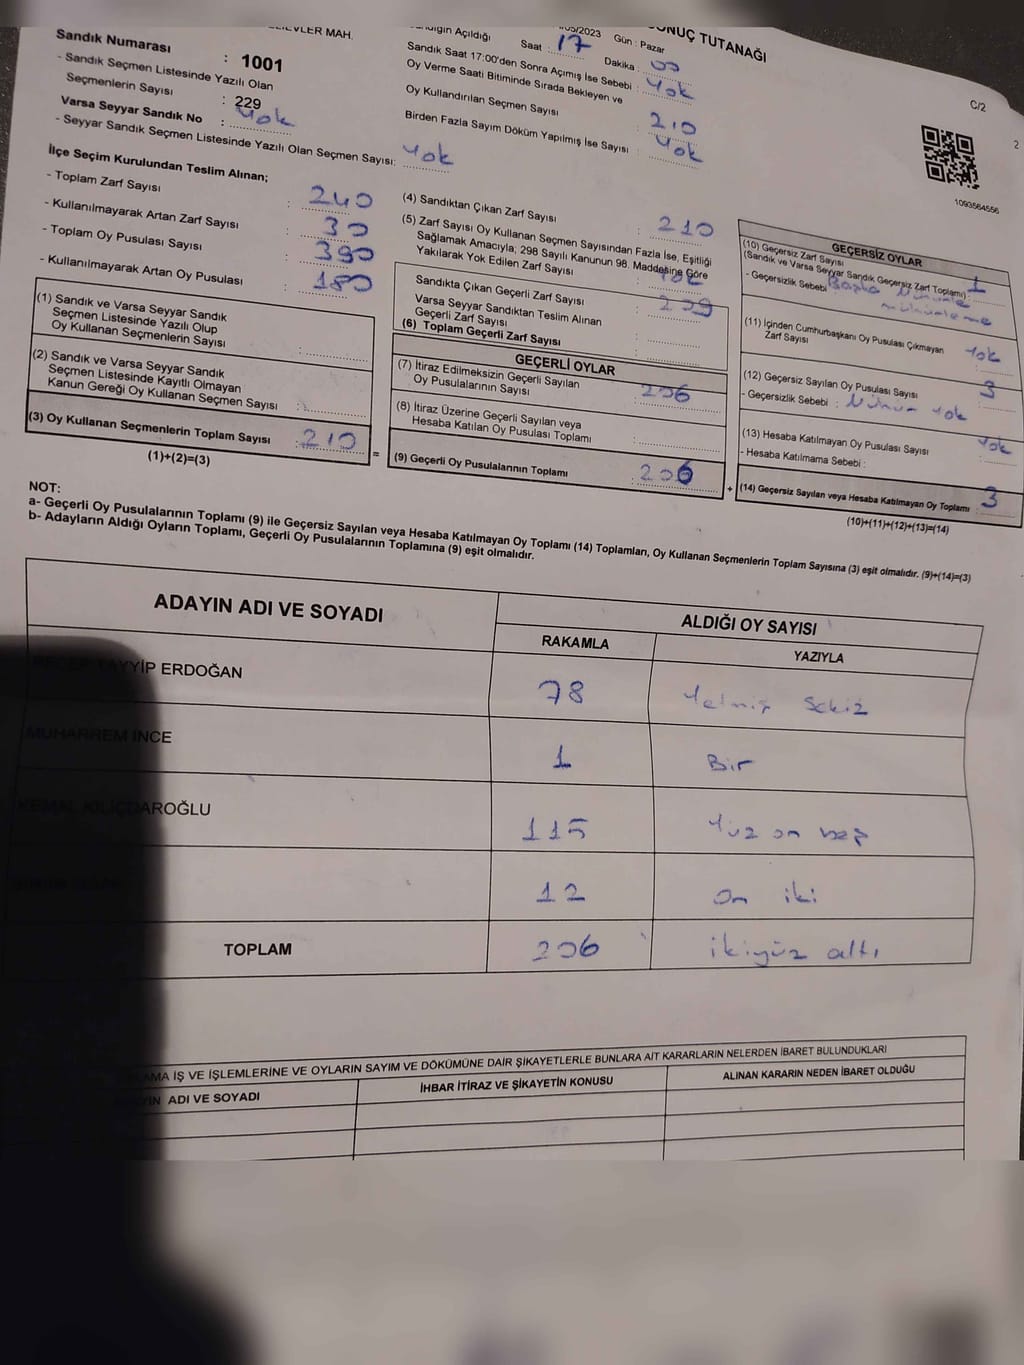 SONUÇ TUTANAĞI
Sandık Numarası : 1001
- Sandık Seçmen Listesinde Yazılı Olan
Seçmenlerin Sayısı : 229
Varsa Seyyar Sandık No : Yok
- Seyyar Sandık Seçmen Listesinde Yazılı Olan Seçmen Sayısı: Yok
MAH.
Açıldığı Saat : 17 Dakika : 00
/05/2023 Gün : Pazar
Sandık Saat 17:00'den Sonra Açımış İse Sebebi : Yok
Oy Verme Saati Bitiminde Sırada Bekleyen ve
Oy Kullandırılan Seçmen Sayısı : 210
Birden Fazla Sayım Döküm Yapılmış İse Sayısı : Yok
C/2
2
1093564556
İlçe Seçim Kurulundan Teslim Alınan;
- Toplam Zarf Sayısı : 240
- Kullanılmayarak Artan Zarf Sayısı : 30
- Toplam Oy Pusulası Sayısı : 390
- Kullanılmayarak Artan Oy Pusulası : 180
(1) Sandık ve Varsa Seyyar Sandık
Seçmen Listesinde Yazılı Olup
Oy Kullanan Seçmenlerin Sayısı :
(2) Sandık ve Varsa Seyyar Sandık
Seçmen Listesinde Kayıtlı Olmayan
Kanun Gereği Oy Kullanan Seçmen Sayısı :
(3) Oy Kullanan Seçmenlerin Toplam Sayısı : 210
(1)+(2)=(3)
=
(4) Sandıktan Çıkan Zarf Sayısı : 210
(5) Zarf Sayısı Oy Kullanan Seçmen Sayısından Fazla İse, Eşitliği
Sağlamak Amacıyla; 298 Sayılı Kanunun 98. Maddesine Göre
Yakılarak Yok Edilen Zarf Sayısı : Yok
Sandıkta Çıkan Geçerli Zarf Sayısı : 209
Varsa Seyyar Sandıktan Teslim Alınan
Geçerli Zarf Sayısı :
(6) Toplam Geçerli Zarf Sayısı :
GEÇERLİ OYLAR
(7) İtiraz Edilmeksizin Geçerli Sayılan
Oy Pusulalarının Sayısı : 206
(8) İtiraz Üzerine Geçerli Sayılan veya
Hesaba Katılan Oy Pusulası Toplamı :
(9) Geçerli Oy Pusulalarının Toplamı : 206
+
GEÇERSİZ OYLAR
(10) Geçersiz Zarf Sayısı
(Sandık ve Varsa Seyyar Sandık Geçersiz Zarf Toplamı) : 1
- Geçersizlik Sebebi : Başka
(11) İçinden Cumhurbaşkanı Oy Pusulası Çıkmayan
Zarf Sayısı : Yok
(12) Geçersiz Sayılan Oy Pusulası Sayısı : 3
- Geçersizlik Sebebi : Mühür yok
(13) Hesaba Katılmayan Oy Pusulası Sayısı : Yok
- Hesaba Katılmama Sebebi :
(14) Geçersiz Sayılan veya Hesaba Katılmayan Oy Toplamı : 3
(10)+(11)+(12)+(13)=(14)
NOT:
a- Geçerli Oy Pusulalarının Toplamı (9) ile Geçersiz Sayılan veya Hesaba Katılmayan Oy Toplamı (14) Toplamları, Oy Kullanan Seçmenlerin Toplam Sayısına (3) eşit olmalıdır. (9)+(14)=(3)
b- Adayların Aldığı Oyların Toplamı, Geçerli Oy Pusulalarının Toplamına (9) eşit olmalıdır.
ADAYIN ADI VE SOYADI
ALDIĞI OY SAYISI
RAKAMLA YAZIYLA
RECEP TAYYİP ERDOĞAN 78 Yetmiş Sekiz
MUHARREM İNCE 1 Bir
KEMAL KILIÇDAROĞLU 115 Yüz on beş
12 on iki
TOPLAM 206 ikiyüz altı
İŞ VE İŞLEMLERİNE VE OYLARIN SAYIM VE DÖKÜMÜNE DAİR ŞİKAYETLERLE BUNLARA AİT KARARLARIN NELERDEN İBARET BULUNDUKLARI
ADI VE SOYADI İHBAR İTİRAZ VE ŞİKAYETİN KONUSU ALINAN KARARIN NEDEN İBARET OLDUĞU